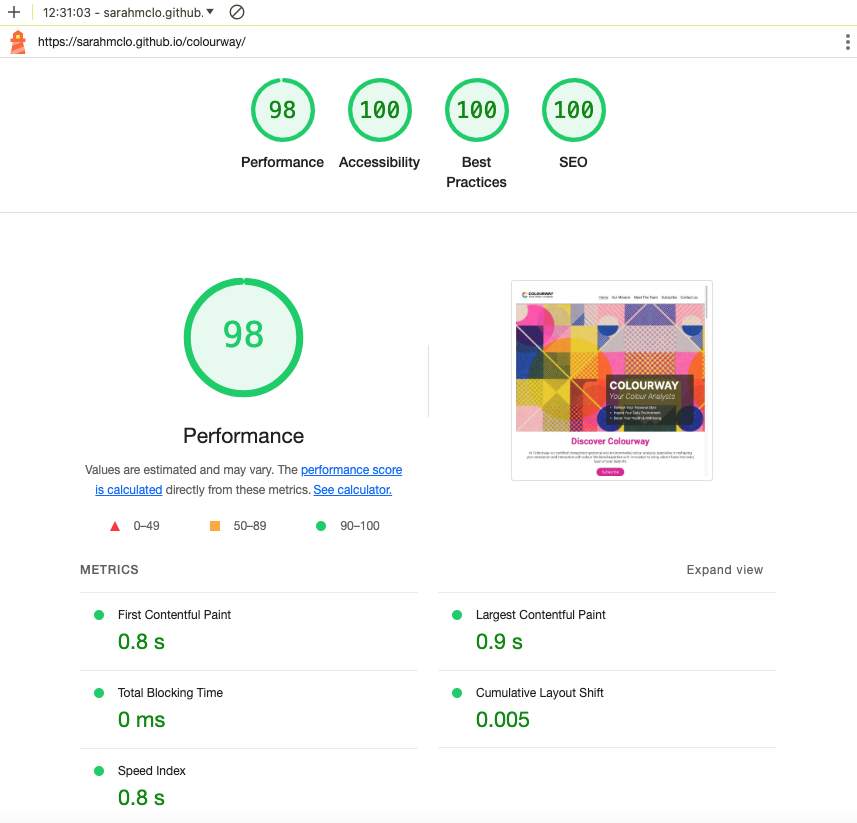 12:31:03 - sarahmclo.github.
https://sarahmclo.github.io/colourway/
98
100
100
100
Performance
Accessibility
Best
Practices
SEO
98
Performance
Values are estimated and may vary. The performance score
is calculated directly from these metrics. See calculator.
0–49
50–89
90–100
COLOURWAY
Home Our Mission Meet The Team Subscribe Contact us
COLOURWAY
Your Colour Analysts
Discover Colourway
Subscribe
METRICS
Expand view
First Contentful Paint
0.8 s
Largest Contentful Paint
0.9 s
Total Blocking Time
0 ms
Cumulative Layout Shift
0.005
Speed Index
0.8 s